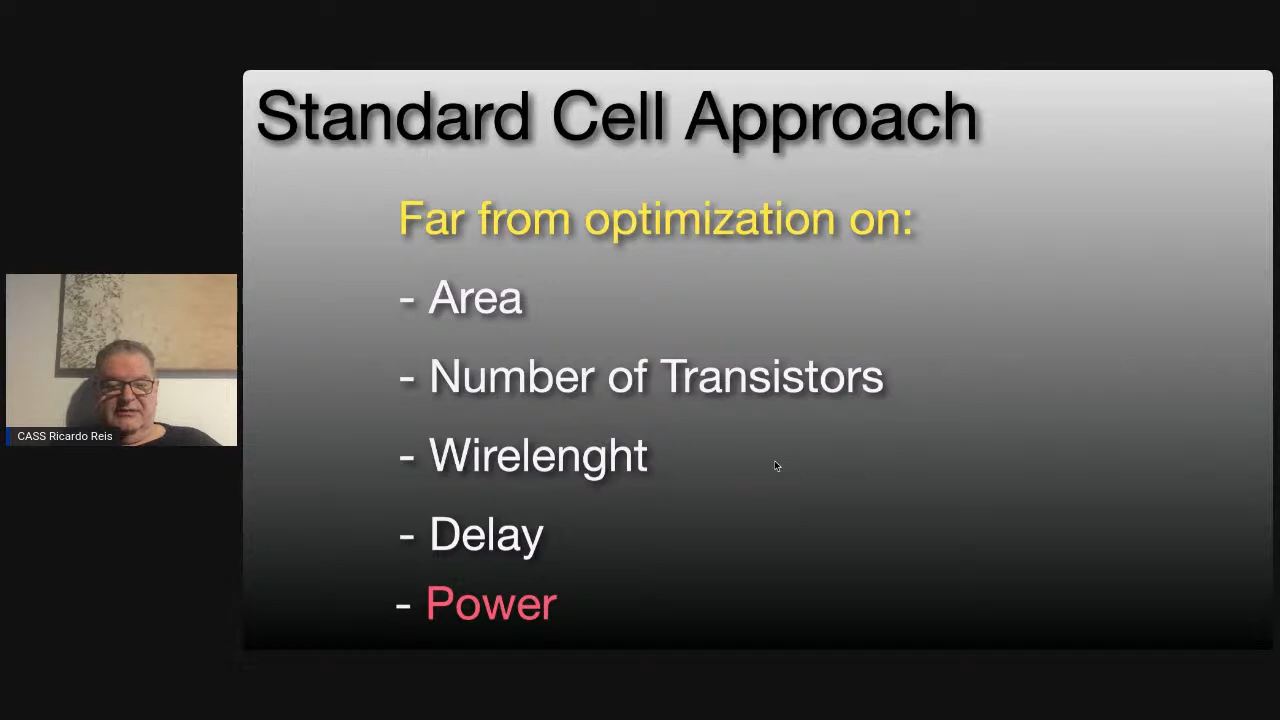 Standard Cell Approach
Far from optimization on:
- Area
- Number of Transistors
- Wirelenght
- Delay
- Power
CASS Ricardo Reis